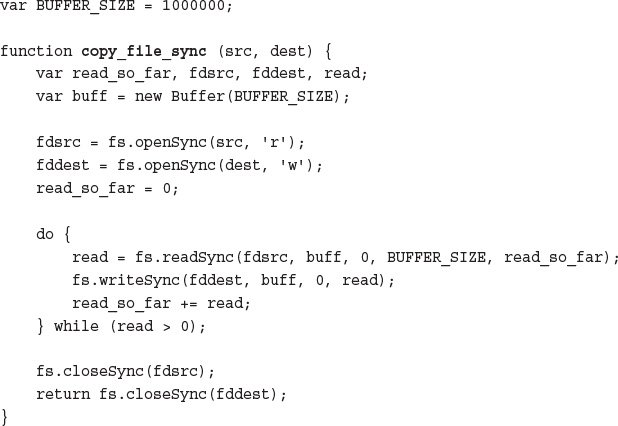 var BUFFER_SIZE = 1000000;

function copy_file_sync (src, dest) {
    var read_so_far, fdsrc, fddest, read;
    var buff = new Buffer(BUFFER_SIZE);

    fdsrc = fs.openSync(src, 'r');
    fddest = fs.openSync(dest, 'w');
    read_so_far = 0;

    do {
        read = fs.readSync(fdsrc, buff, 0, BUFFER_SIZE, read_so_far);
        fs.writeSync(fddest, buff, 0, read);
        read_so_far += read;
    } while (read > 0);

    fs.closeSync(fdsrc);
    return fs.closeSync(fddest);
}